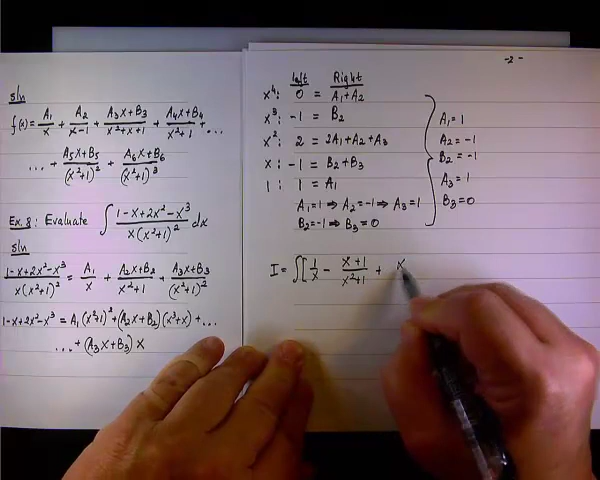 sln
f(x) = A₁/x + A₂/(x-1) + (A₃x+B₃)/(x²+x+1) + (A₄x+B₄)/(x²+1) + ...
... + (A₅x+B₅)/(x²+1)² + (A₆x+B₆)/(x²+1)³
Ex.8: Evaluate ∫ (1-x+2x²-x³)/(x(x²+1)²) dx
sln
(1-x+2x²-x³)/(x(x²+1)²) = A₁/x + (A₂x+B₂)/(x²+1) + (A₃x+B₃)/(x²+1)²
1-x+2x²-x³ = A₁(x²+1)² + (A₂x+B₂)(x³+x) + ...
... + (A₃x+B₃)x
-2-
left Right
x⁴: 0 = A₁+A₂
x³: -1 = B₂
x²: 2 = 2A₁+A₂+A₃
x: -1 = B₂+B₃
1: 1 = A₁
A₁=1 ⇒ A₂=-1 ⇒ A₃=1
B₂=-1 ⇒ B₃=0
A₁=1
A₂=-1
B₂=-1
A₃=1
B₃=0
I = ∫[1/x - (x+1)/(x²+1) + x